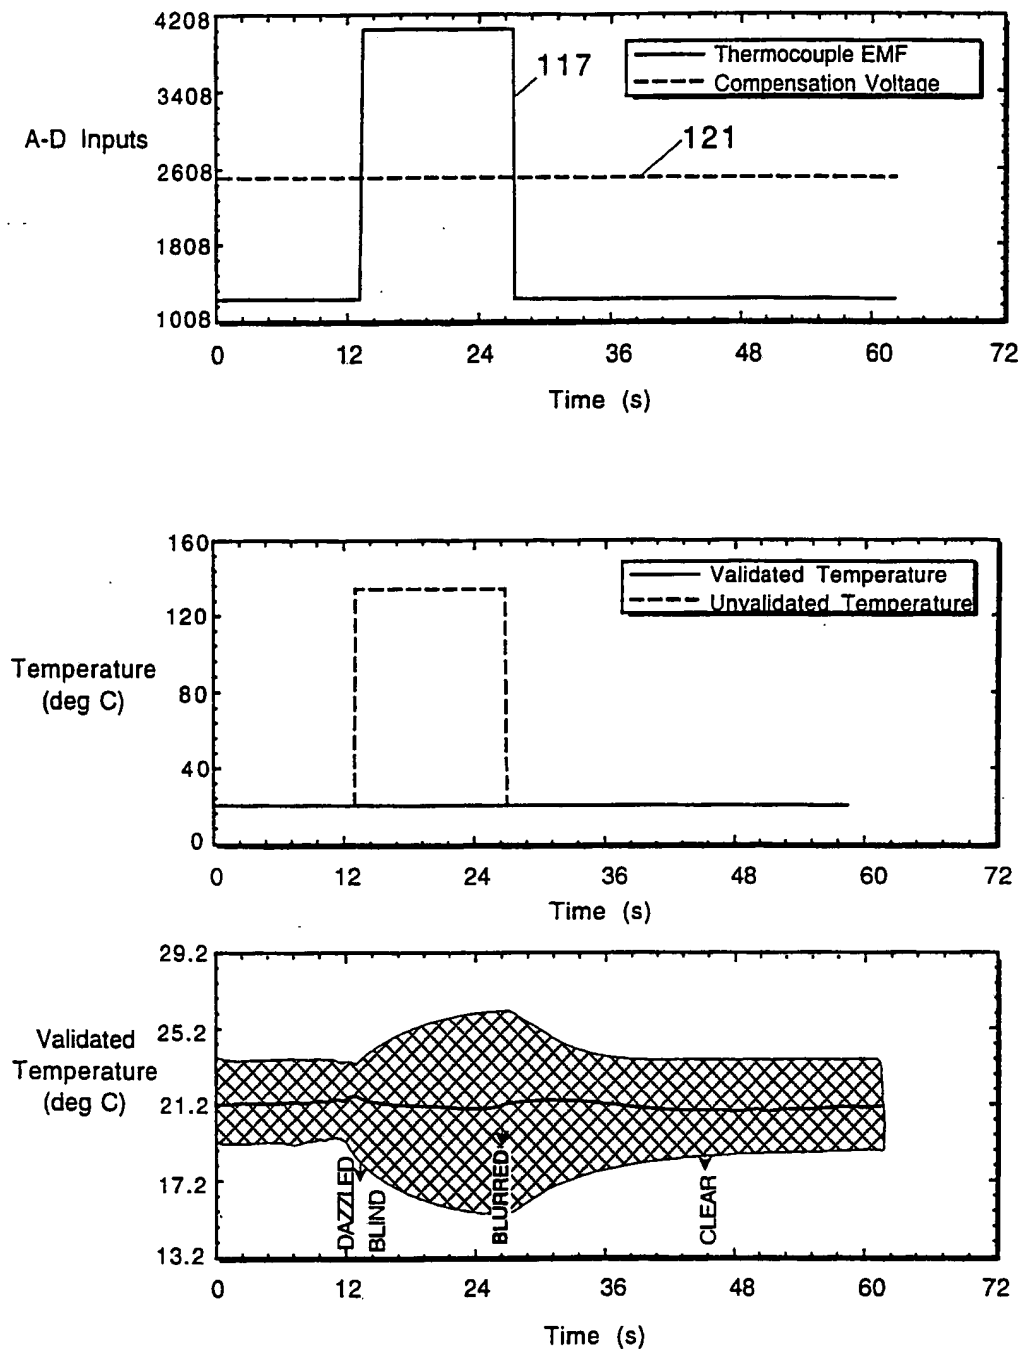 4208
3408
2608
1808
1008
A-D Inputs
Thermocouple EMF
Compensation Voltage
117
121
0 12 24 36 48 60 72
Time (s)
160
120
80
40
0
Temperature
(deg C)
Validated Temperature
Unvalidated Temperature
0 12 24 36 48 60 72
Time (s)
29.2
25.2
21.2
17.2
13.2
Validated
Temperature
(deg C)
DAZZLED
BLIND
BLURRED
CLEAR
0 12 24 36 48 60 72
Time (s)